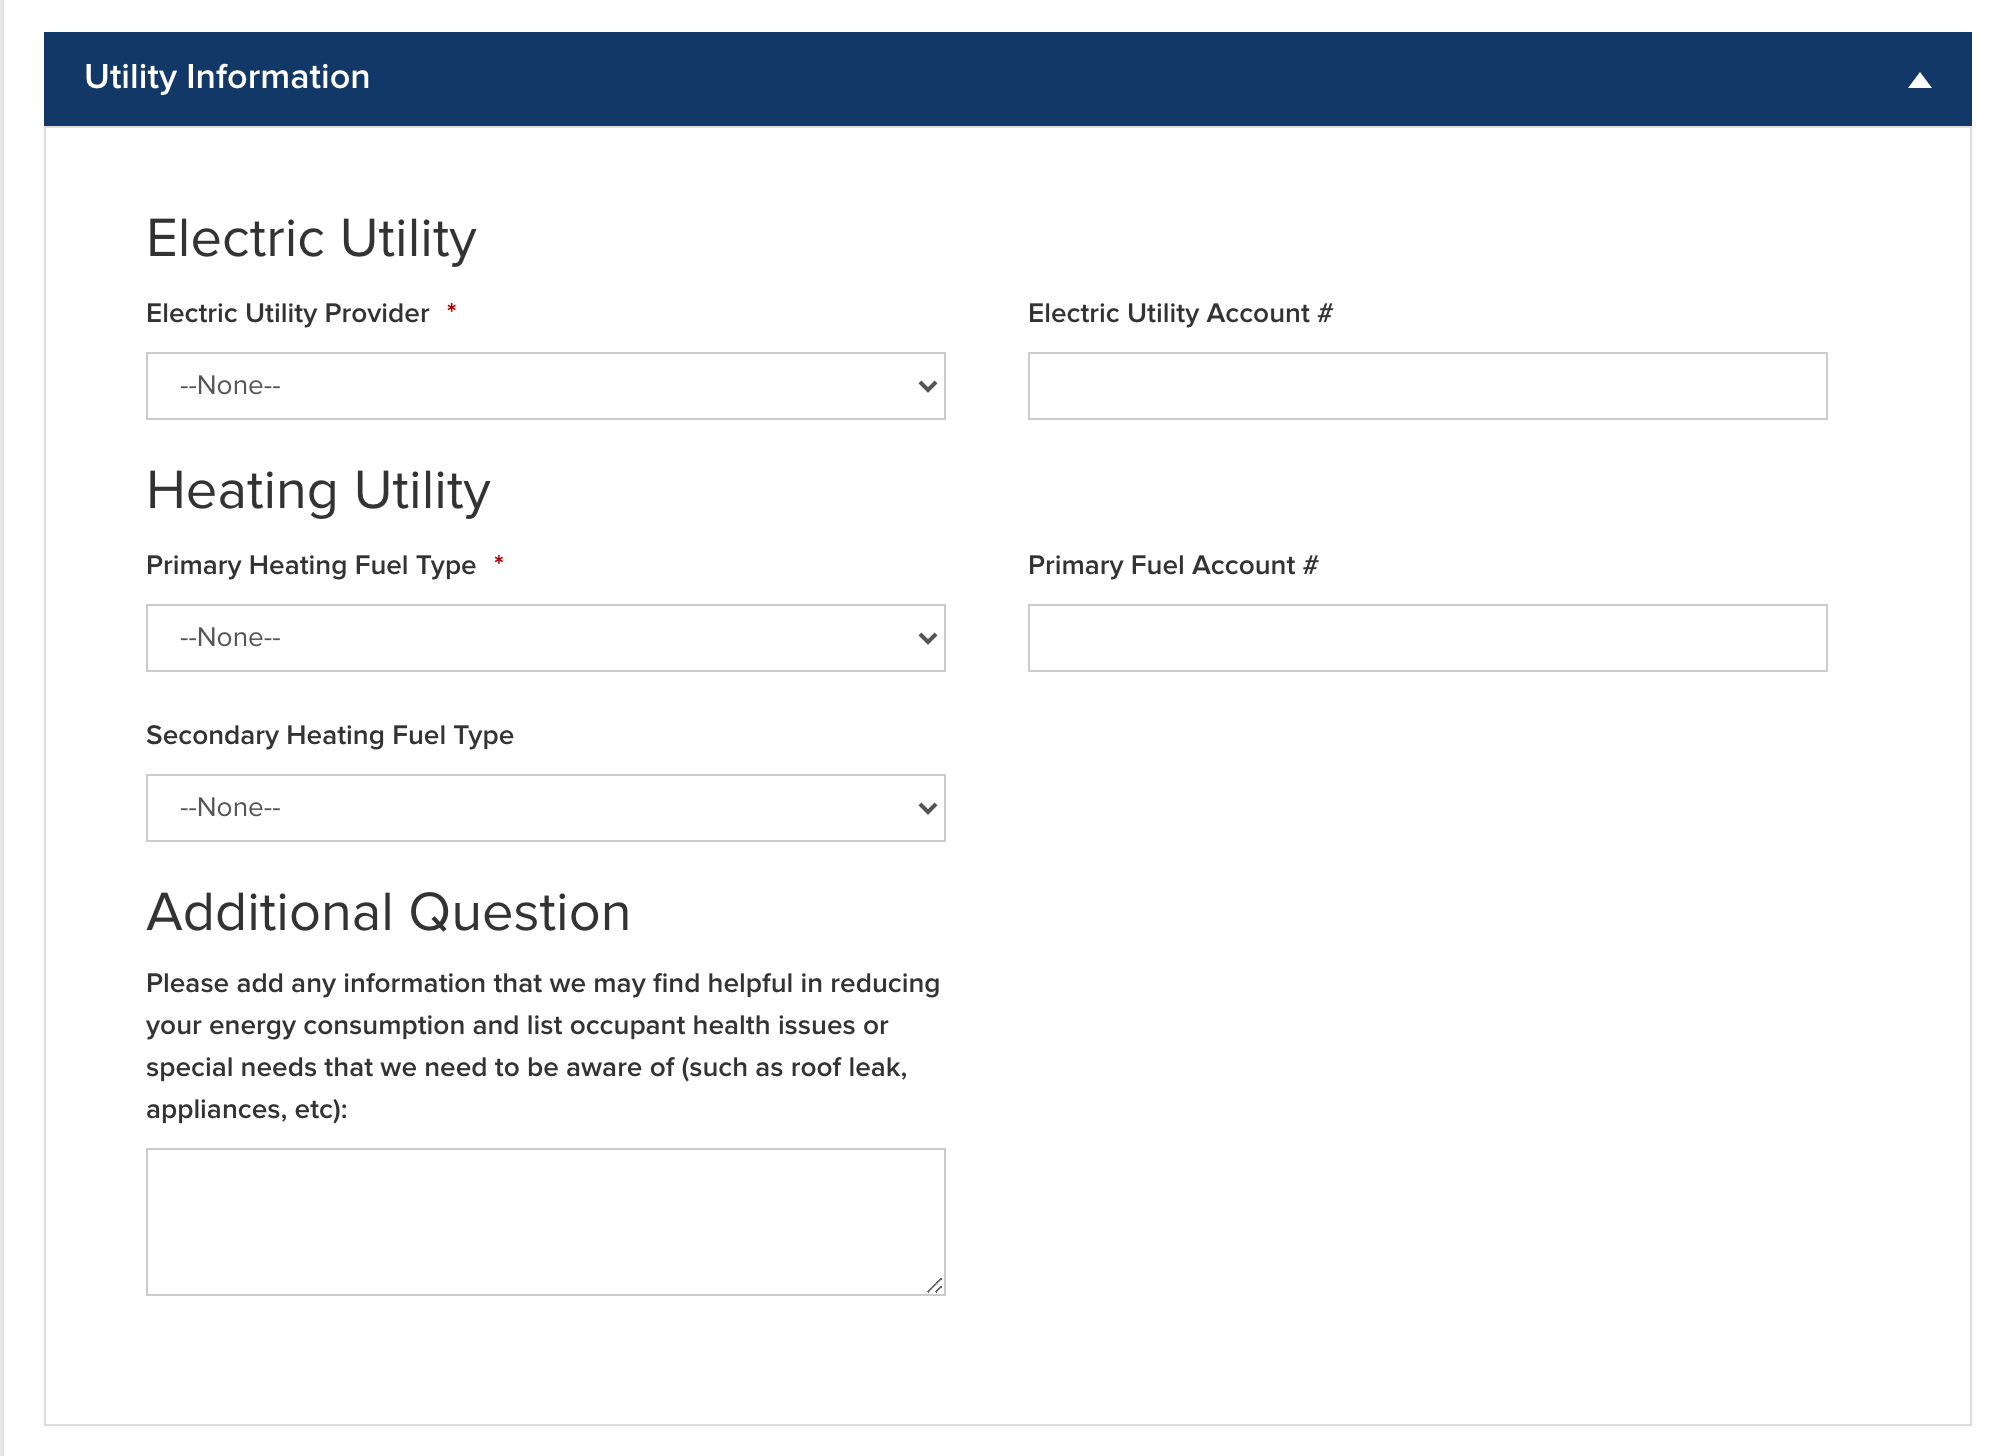 Utility Information
Electric Utility
Electric Utility Provider *
Electric Utility Account #
--None--
Heating Utility
Primary Heating Fuel Type *
Primary Fuel Account #
--None--
Secondary Heating Fuel Type
--None--
Additional Question
Please add any information that we may find helpful in reducing
your energy consumption and list occupant health issues or
special needs that we need to be aware of (such as roof leak,
appliances, etc):